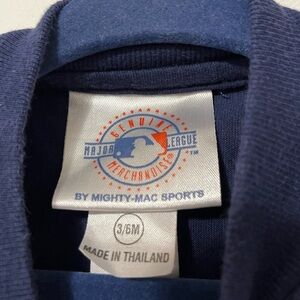 GENUINE
MAJOR LEAGUE
MERCHANDISE®
TM
BY MIGHTY-MAC SPORTS
3/6M
MADE IN THAILAND